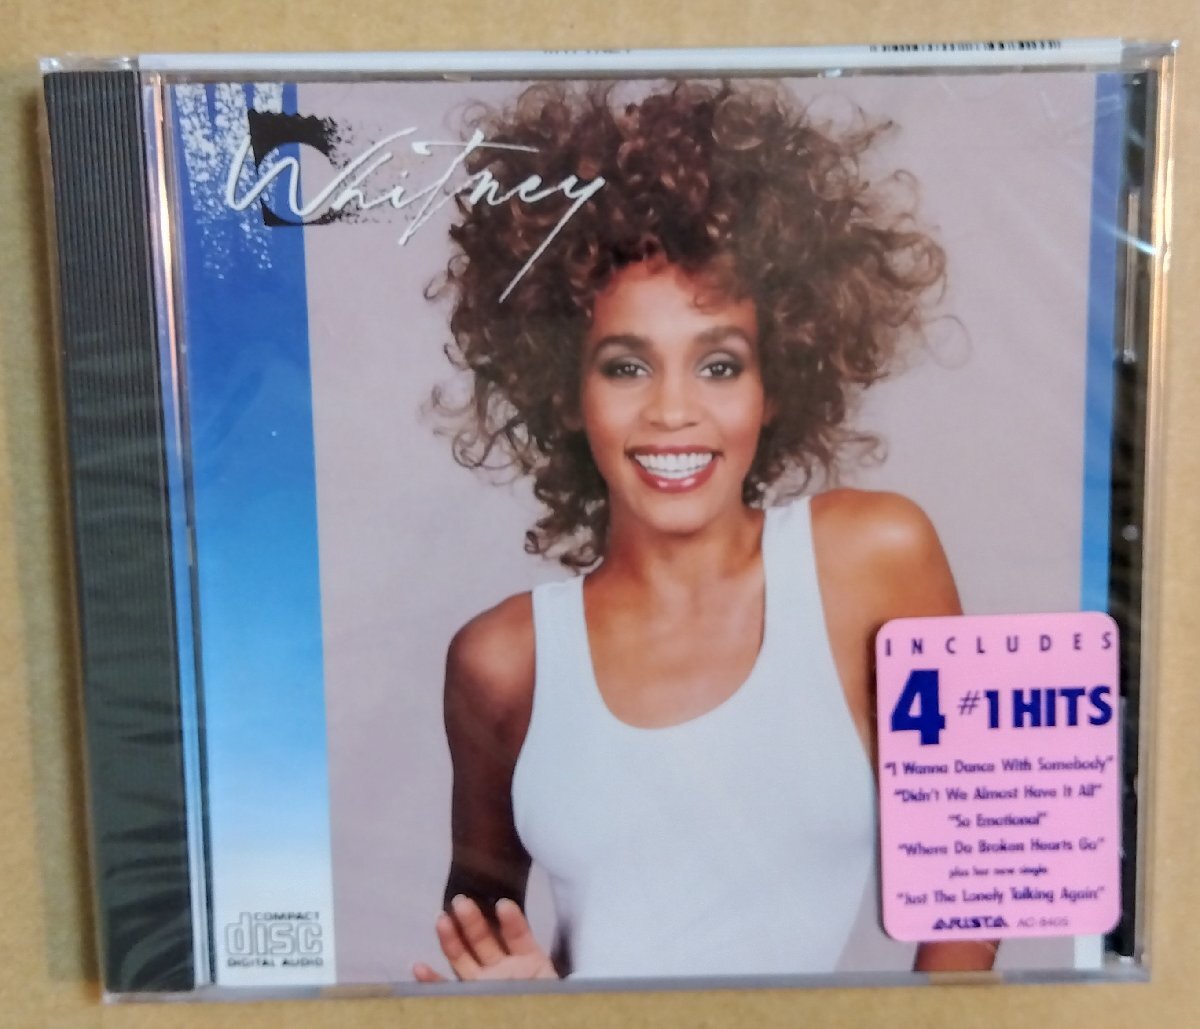 Whitney
INCLUDES
4 #1 HITS
"I Wanna Dance With Somebody"
"Didn't We Almost Have It All"
"So Emotional"
"Where Do Broken Hearts Go"
plus her new single
"Just The Lonely Talking Again"
ARISTA
COMPACT
disc
DIGITAL AUDIO